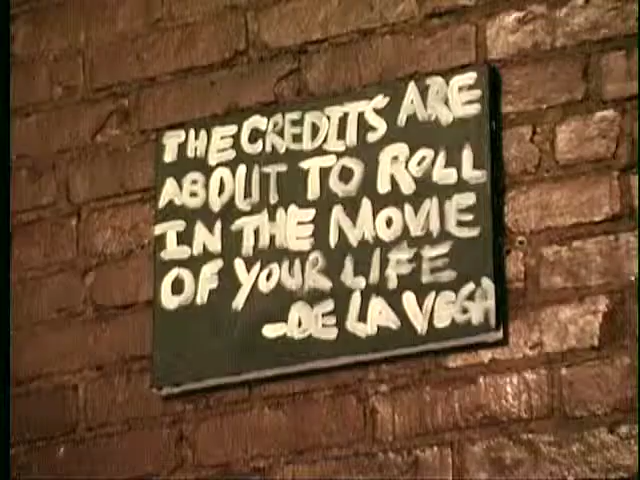 THE CREDITS ARE
ABOUT TO ROLL
IN THE MOVIE
OF YOUR LIFE
-DE LA VEGA